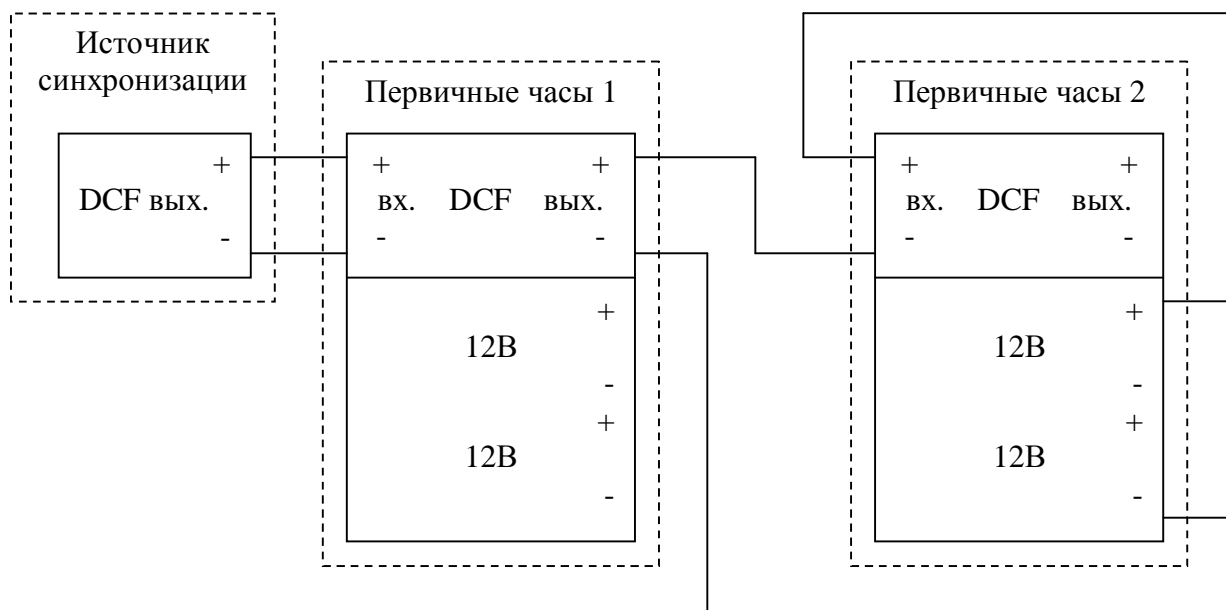 Источник
синхронизации
Первичные часы 1
Первичные часы 2
+
DCF вых.
-
+ +
вх. DCF вых.
- -
+
12В
-
+
12В
-
+ +
вх. DCF вых.
- -
+
12В
-
+
12В
-